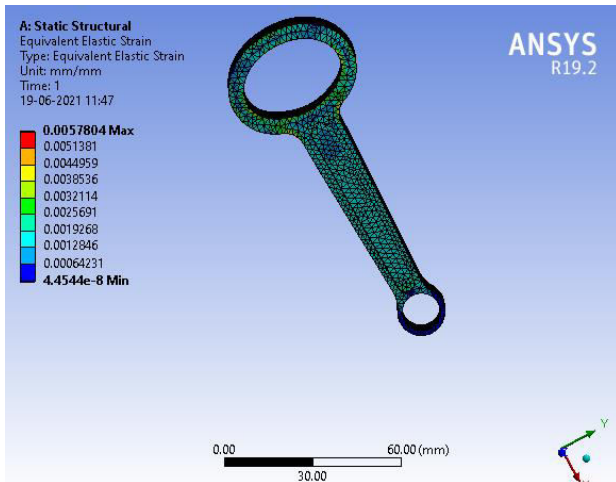 A: Static Structural
Equivalent Elastic Strain
Type: Equivalent Elastic Strain
Unit: mm/mm
Time: 1
19-06-2021 11:47
ANSYS
R19.2
0.0057804 Max
0.0051381
0.0044959
0.0038536
0.0032114
0.0025691
0.0019268
0.0012846
0.00064231
4.4544e-8 Min
0.00 60.00 (mm)
30.00
Y